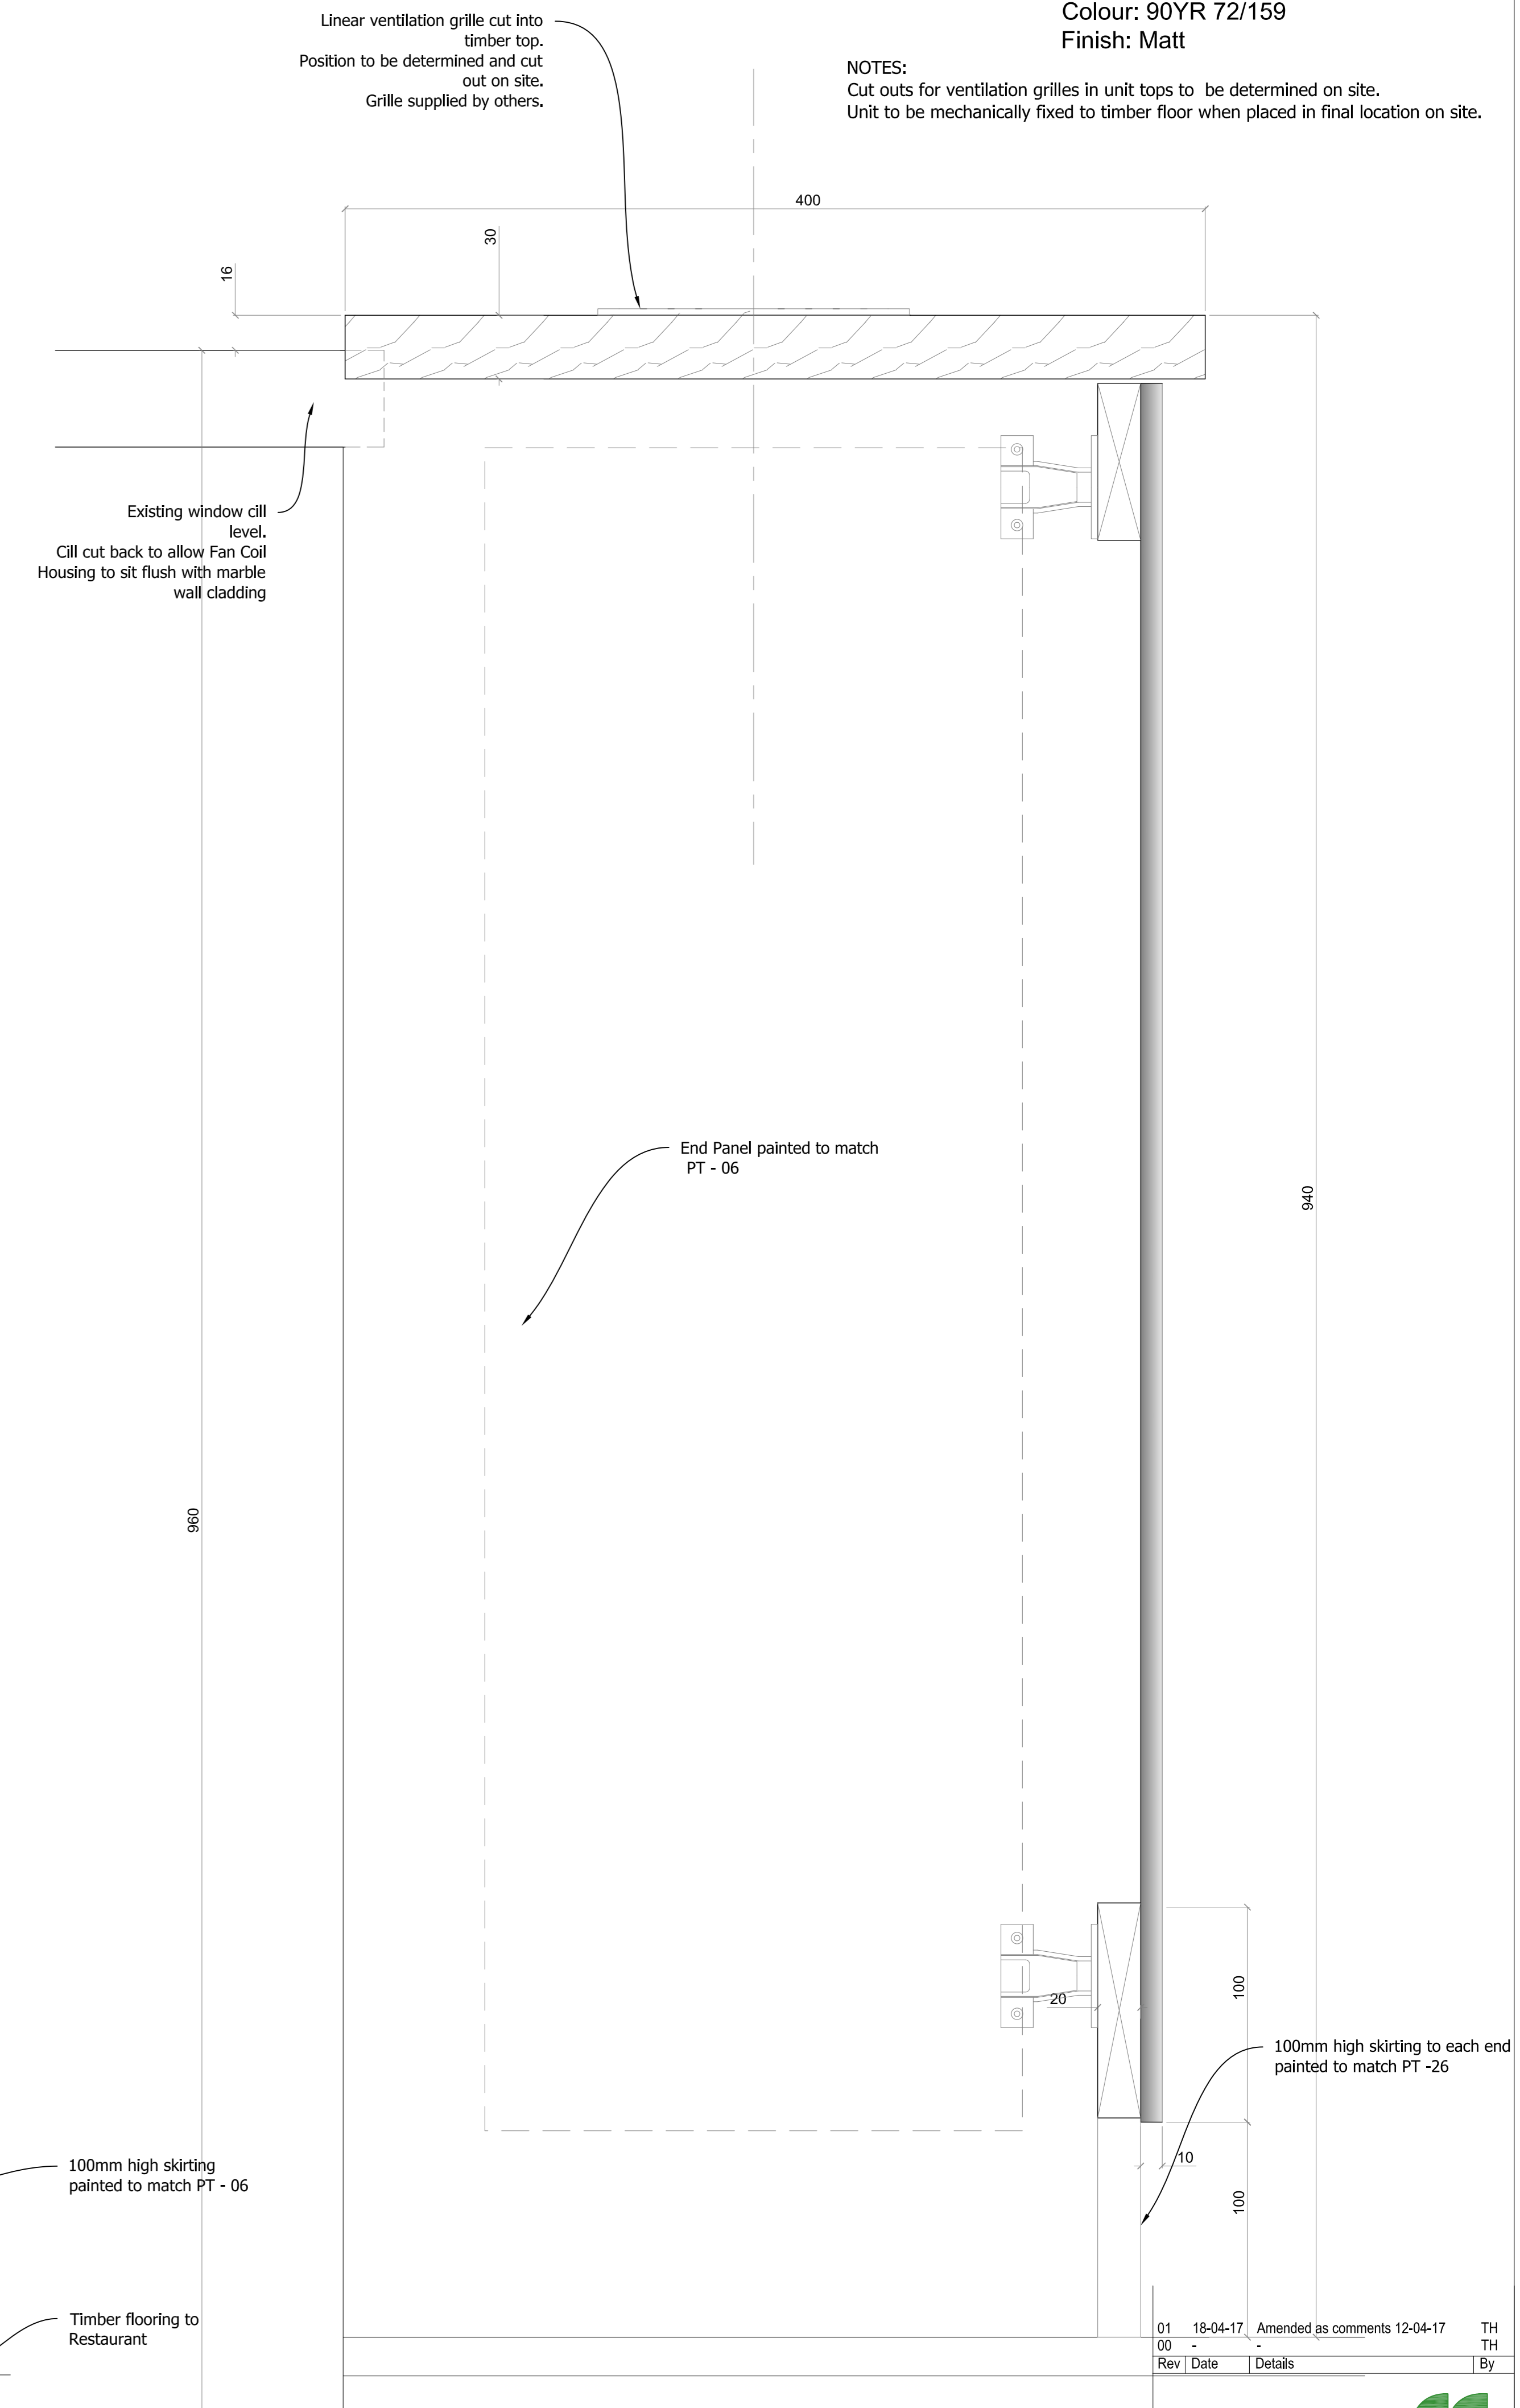 Colour: 90YR 72/159
Finish: Matt
NOTES:
Cut outs for ventilation grilles in unit tops to  be determined on site.
Unit to be mechanically fixed to timber floor when placed in final location on site.
Linear ventilation grille cut into
timber top.
Position to be determined and cut
out on site.
Grille supplied by others.
400
30
16
Existing window cill
level.
Cill cut back to allow Fan Coil
Housing to sit flush with marble
wall cladding
End Panel painted to match
PT - 06
940
960
100
20
100mm high skirting to each end
painted to match PT -26
10
100
100mm high skirting
painted to match PT - 06
Timber flooring to
Restaurant
01 18-04-17 Amended as comments 12-04-17 TH
00 - - TH
Rev Date Details By